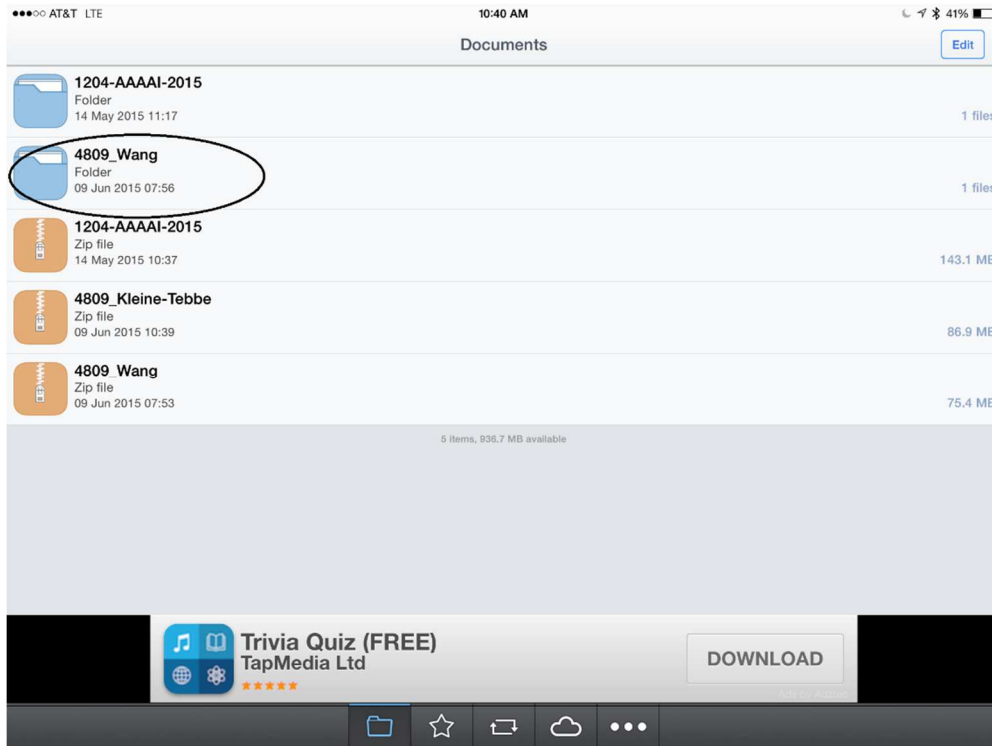 ●●●○○ AT&T LTE
10:40 AM
41%
Documents
Edit
1204-AAAAI-2015
Folder
14 May 2015 11:17
1 files
4809_Wang
Folder
09 Jun 2015 07:56
1 files
1204-AAAAI-2015
Zip file
14 May 2015 10:37
143.1 MB
4809_Kleine-Tebbe
Zip file
09 Jun 2015 10:39
86.9 MB
4809_Wang
Zip file
09 Jun 2015 07:53
75.4 MB
5 items, 936.7 MB available
Trivia Quiz (FREE)
TapMedia Ltd
DOWNLOAD